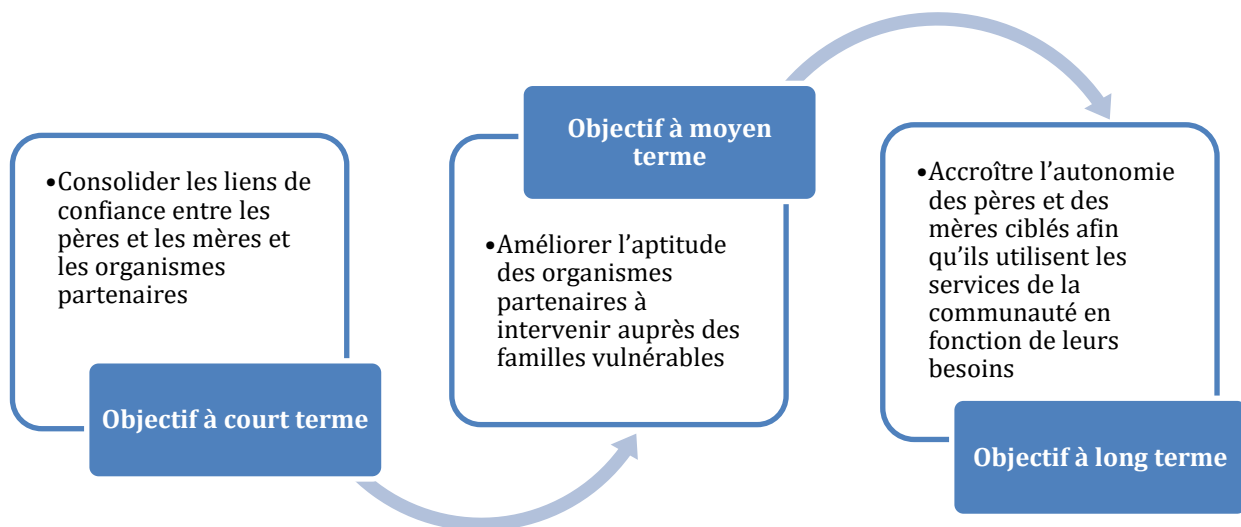 •Consolider les liens de
confiance entre les
pères et les mères et
les organismes
partenaires
Objectif à court terme
Objectif à moyen
terme
•Améliorer l’aptitude
des organismes
partenaires à
intervenir auprès des
familles vulnérables
•Accroître l’autonomie
des pères et des
mères ciblés afin
qu’ils utilisent les
services de la
communauté en
fonction de leurs
besoins
Objectif à long terme